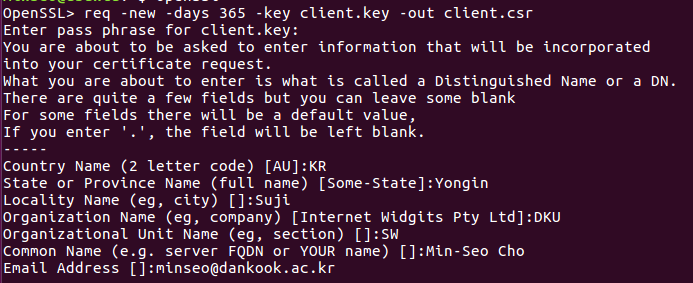 OpenSSL> req -new -days 365 -key client.key -out client.csr
Enter pass phrase for client.key:
You are about to be asked to enter information that will be incorporated
into your certificate request.
What you are about to enter is what is called a Distinguished Name or a DN.
There are quite a few fields but you can leave some blank
For some fields there will be a default value,
If you enter '.', the field will be left blank.
-----
Country Name (2 letter code) [AU]:KR
State or Province Name (full name) [Some-State]:Yongin
Locality Name (eg, city) []:Suji
Organization Name (eg, company) [Internet Widgits Pty Ltd]:DKU
Organizational Unit Name (eg, section) []:SW
Common Name (e.g. server FQDN or YOUR name) []:Min-Seo Cho
Email Address []:minseo@dankook.ac.kr